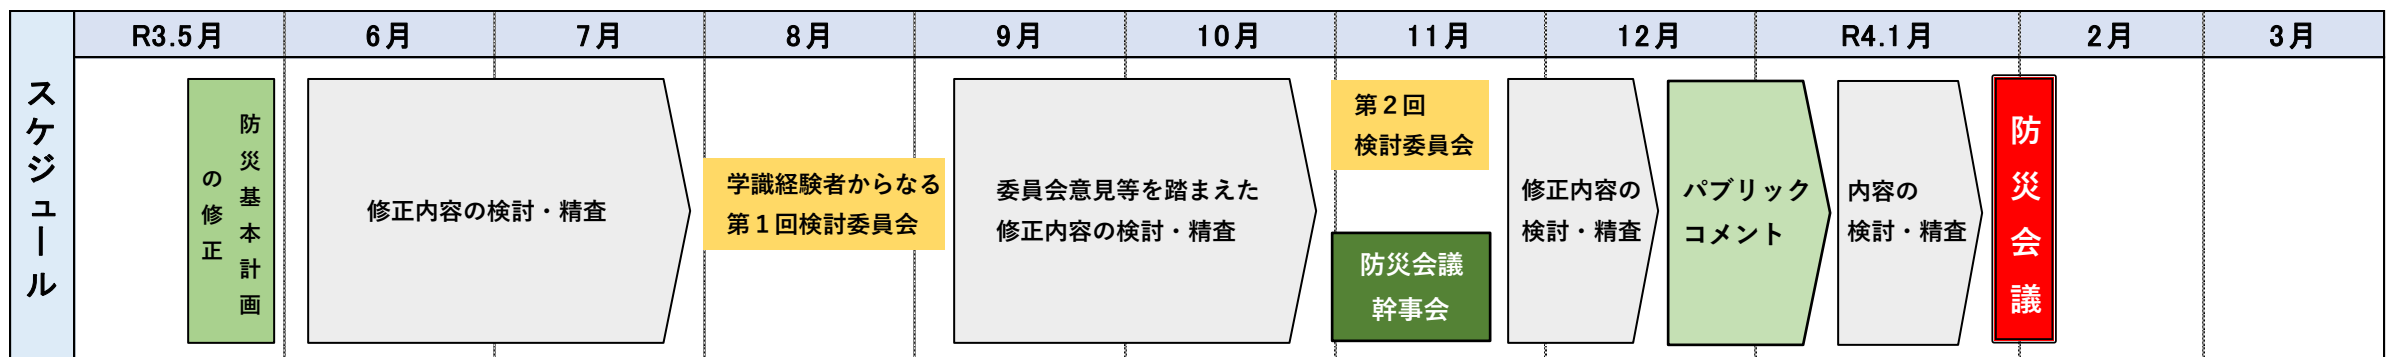 R3.5月
6月
7月
8月
9月
10月
11月
12月
R4.1月
2月
3月
スケジュール
防災基本計画
の修正
修正内容の検討・精査
学識経験者からなる
第１回検討委員会
委員会意見等を踏まえた
修正内容の検討・精査
第２回
検討委員会
防災会議
幹事会
修正内容の
検討・精査
パブリック
コメント
内容の
検討・精査
防災会議